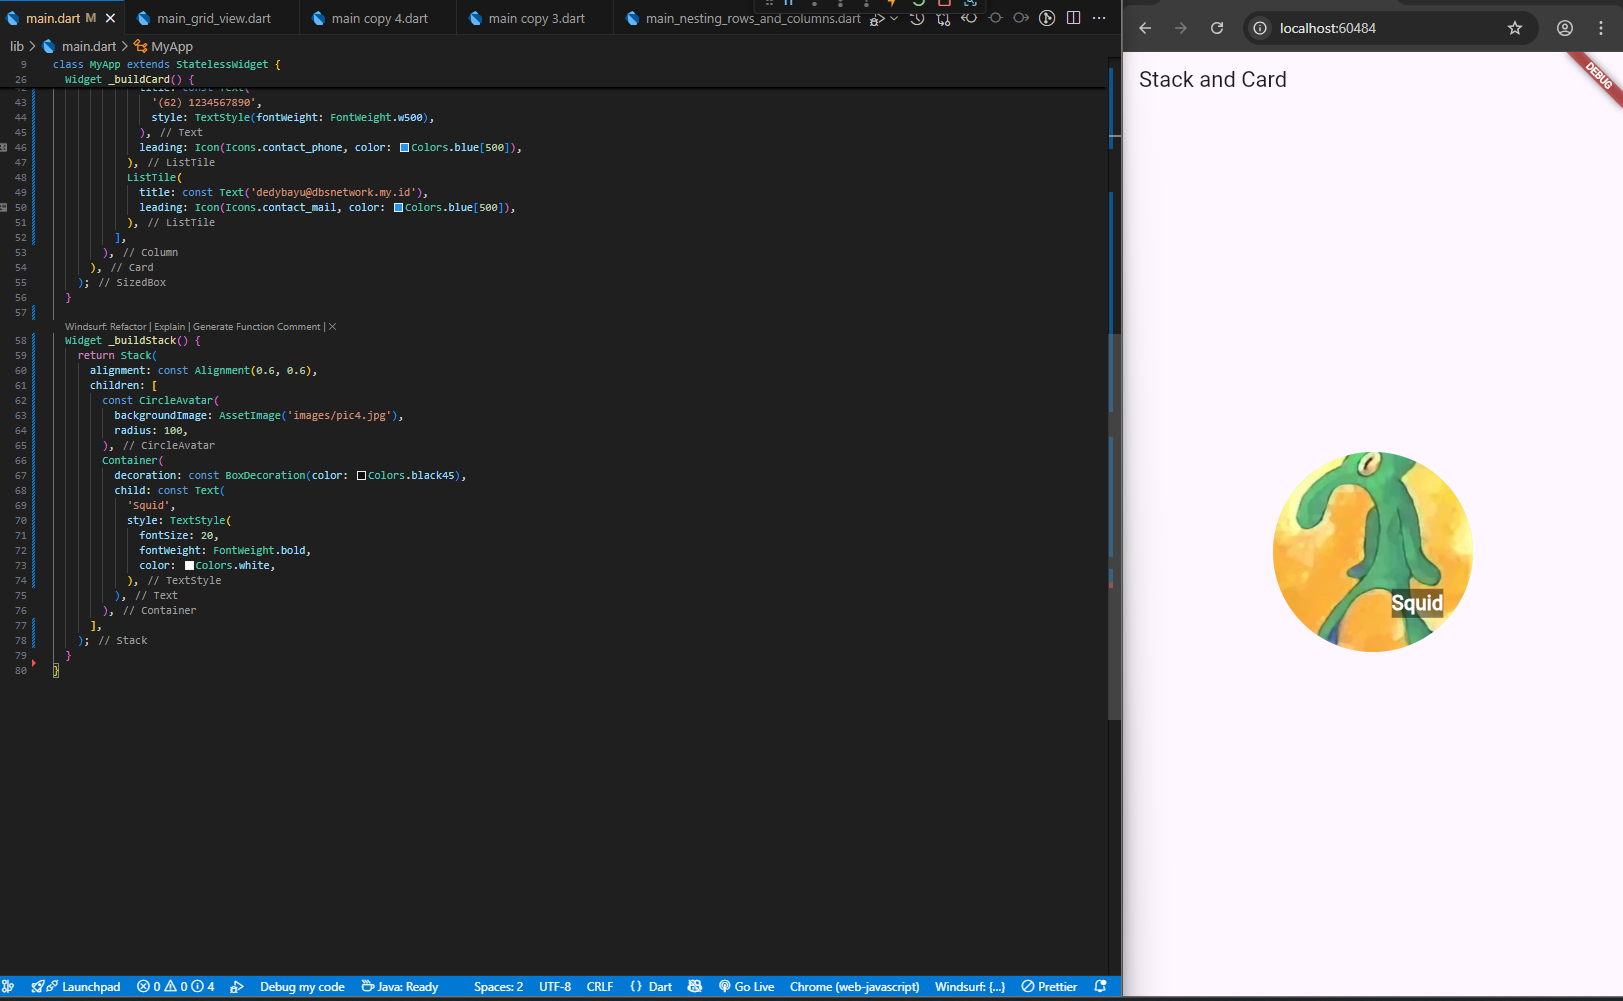 main.dart M
main_grid_view.dart
main copy 4.dart
main copy 3.dart
main_nesting_rows_and_columns.dart
lib > main.dart > MyApp
9 class MyApp extends StatelessWidget {
26 Widget _buildCard() {
42 title: const Text(
43 '(62) 1234567890',
44 style: TextStyle(fontWeight: FontWeight.w500),
45 ), // Text
46 leading: Icon(Icons.contact_phone, color: Colors.blue[500]),
47 ), // ListTile
48 ListTile(
49 title: const Text('dedybayu@dbsnetwork.my.id'),
50 leading: Icon(Icons.contact_mail, color: Colors.blue[500]),
51 ), // ListTile
52 ],
53 ), // Column
54 ), // Card
55 ); // SizedBox
56 }
57
Windsurf: Refactor | Explain | Generate Function Comment | X
58 Widget _buildStack() {
59 return Stack(
60 alignment: const Alignment(0.6, 0.6),
61 children: [
62 const CircleAvatar(
63 backgroundImage: AssetImage('images/pic4.jpg'),
64 radius: 100,
65 ), // CircleAvatar
66 Container(
67 decoration: const BoxDecoration(color: Colors.black45),
68 child: const Text(
69 'Squid',
70 style: TextStyle(
71 fontSize: 20,
72 fontWeight: FontWeight.bold,
73 color: Colors.white,
74 ), // TextStyle
75 ), // Text
76 ), // Container
77 ],
78 ); // Stack
79 }
80 }
Launchpad 0 0 4 Debug my code Java: Ready Spaces: 2 UTF-8 CRLF {} Dart Go Live Chrome (web-javascript) Windsurf: {...} Prettier
localhost:60484
Stack and Card
DEBUG
Squid